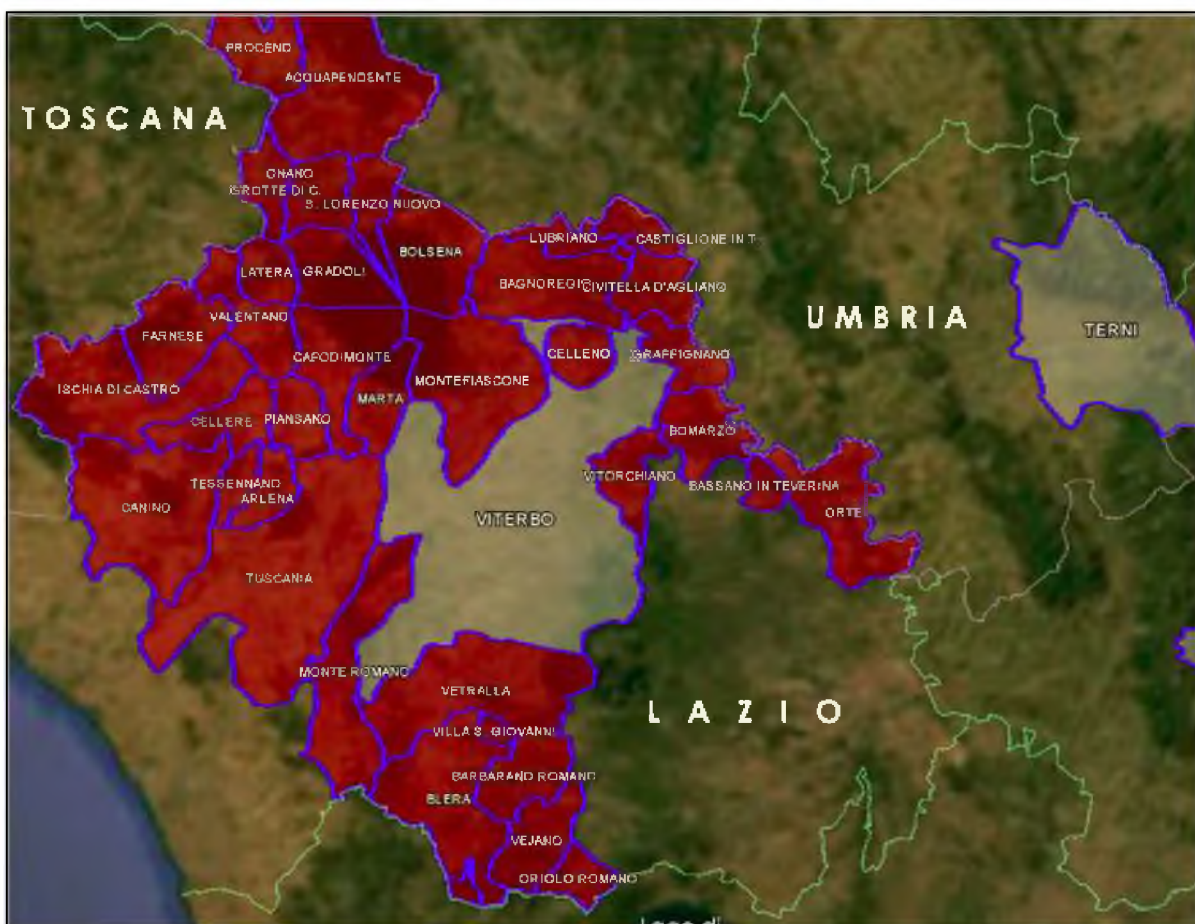 PROCENO
ACQUAPENDENTE
TOSCANA
ONANO
GROTTE DI C.
S. LORENZO NUOVO
LUBRIANO
CASTIGLIONE IN T.
BOLSENA
LATERA
GRADOLI
BAGNOREGIO
CIVITELLA D'AGLIANO
VALENTANO
UMBRIA
TERNI
FARNESE
CAPODIMONTE
CELLENO
GRAFFIGNANO
ISCHIA DI CASTRO
MONTEFIASCONE
MARTA
CELLERE
PIANSANO
BOMARZO
VITORCHIANO
TESSENNANO
BASSANO IN TEVERINA
ARLENA
CANINO
VITERBO
ORTE
TUSCANIA
MONTE ROMANO
VETRALLA
LAZIO
VILLA S. GIOVANNI
BARBARANO ROMANO
BLERA
VEJANO
ORIOLO ROMANO